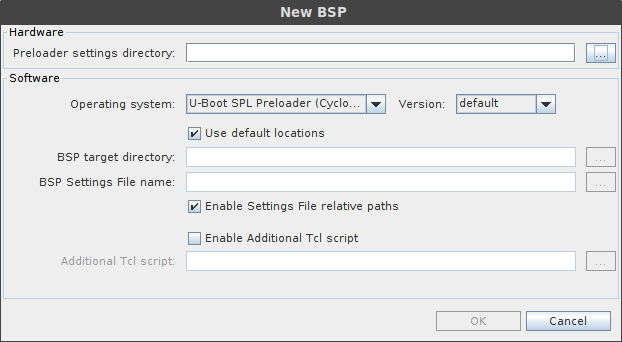 New BSP
Hardware
Preloader settings directory:
...
Software
Operating system: U-Boot SPL Preloader (Cyclo... Version: default
Use default locations
BSP target directory:
...
BSP Settings File name:
...
Enable Settings File relative paths
Enable Additional Tcl script
Additional Tcl script:
...
OK Cancel